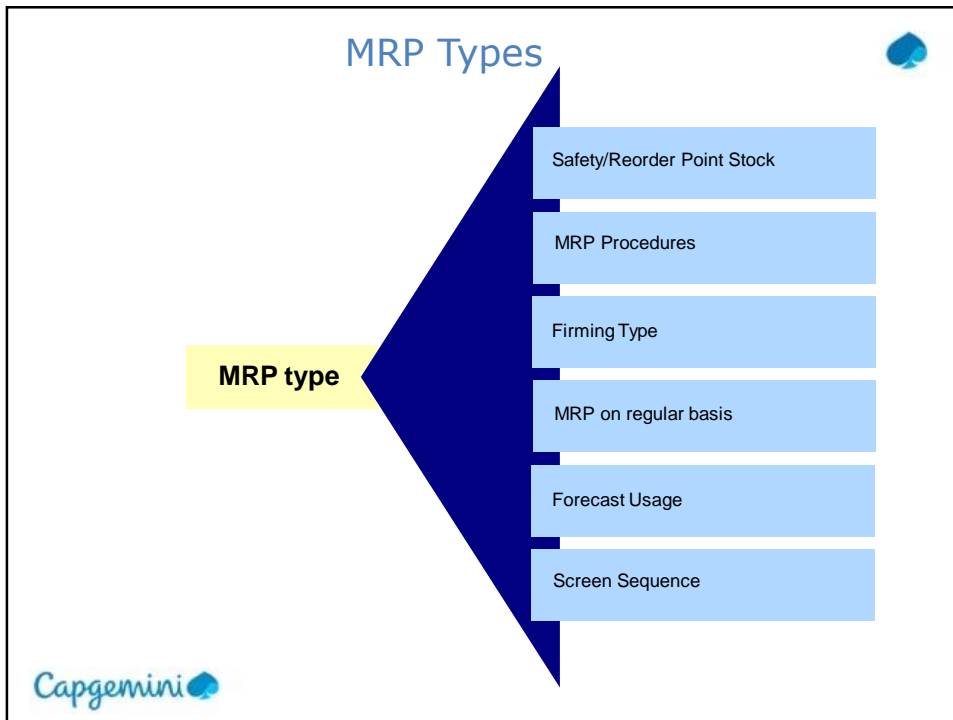 MRP Types
Safety/Reorder Point Stock
MRP Procedures
Firming Type
MRP type
MRP on regular basis
Forecast Usage
Screen Sequence
Capgemini